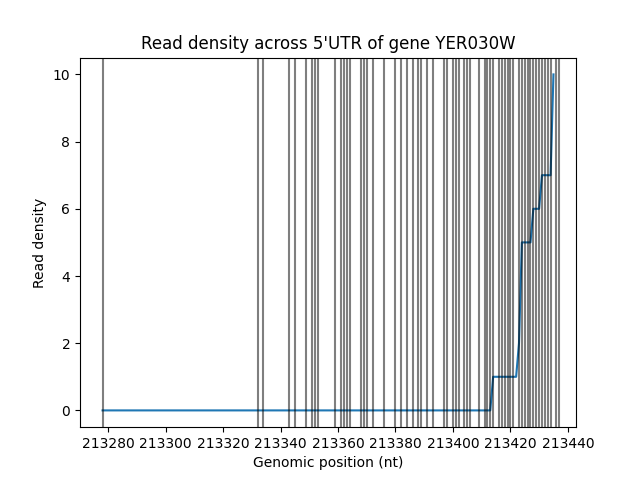 Read density across 5'UTR of gene YER030W
10
8
6
4
2
0
Read density
213280 213300 213320 213340 213360 213380 213400 213420 213440
Genomic position (nt)